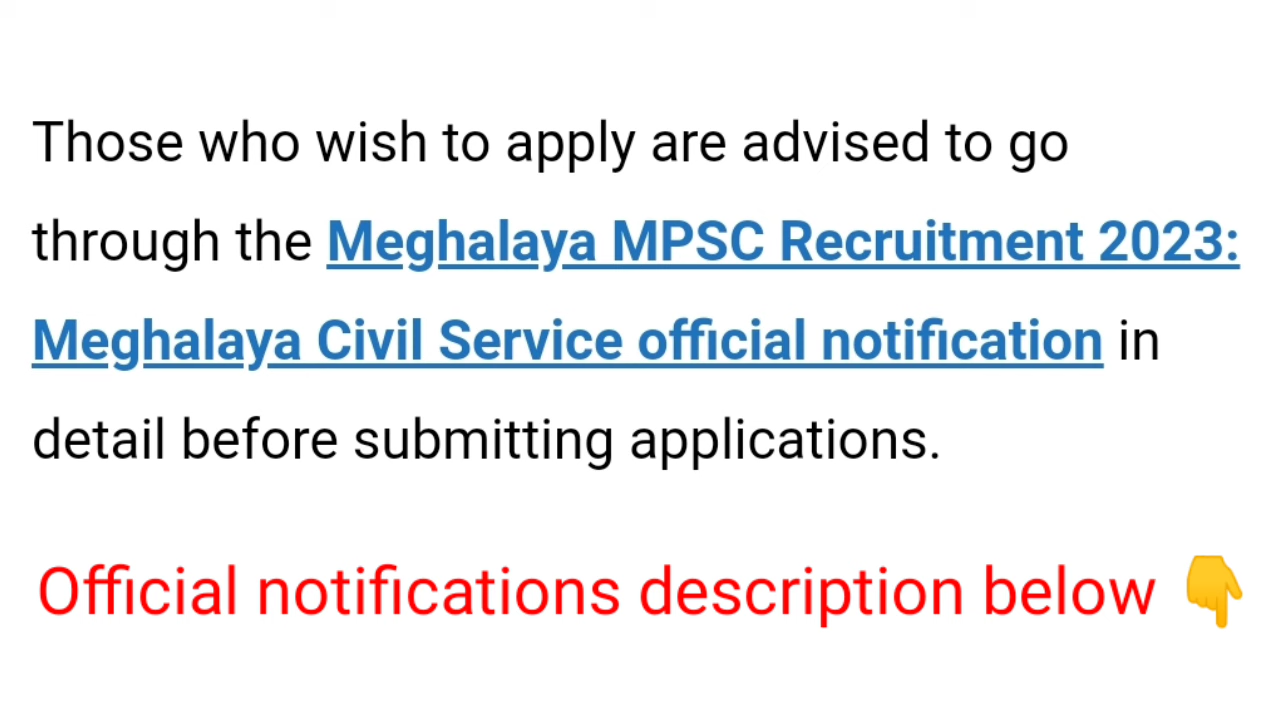 Those who wish to apply are advised to go
through the Meghalaya MPSC Recruitment 2023:
Meghalaya Civil Service official notification in
detail before submitting applications.
Official notifications description below 👇